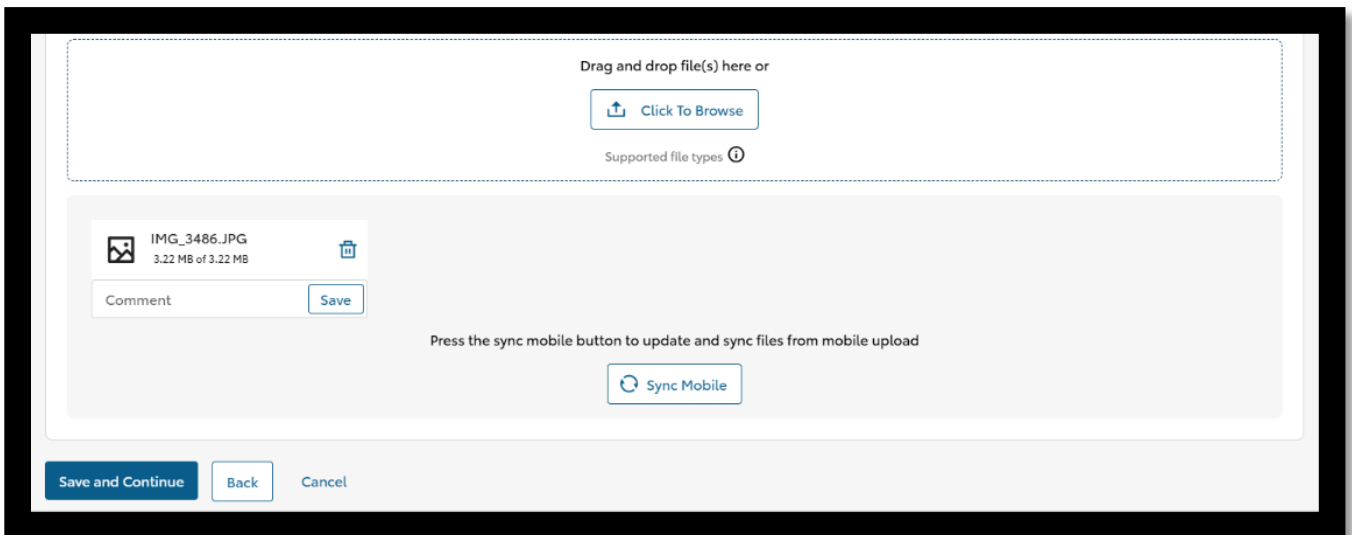 Drag and drop file(s) here or
Click To Browse
Supported file types
IMG_3486.JPG
3.22 MB of 3.22 MB
Comment
Save
Press the sync mobile button to update and sync files from mobile upload
Sync Mobile
Save and Continue
Back
Cancel